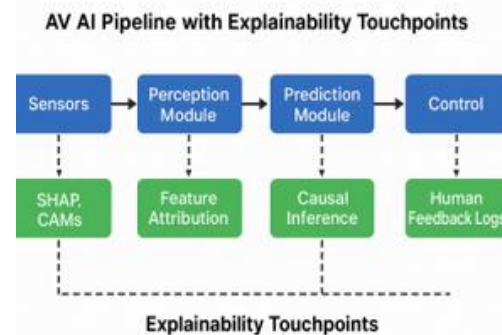 AV AI Pipeline with Explainability Touchpoints
Sensors
Perception
Module
Prediction
Module
Control
SHAP,
CAMs
Feature
Attribution
Causal
Inference
Human
Feedback Logs
Explainability Touchpoints